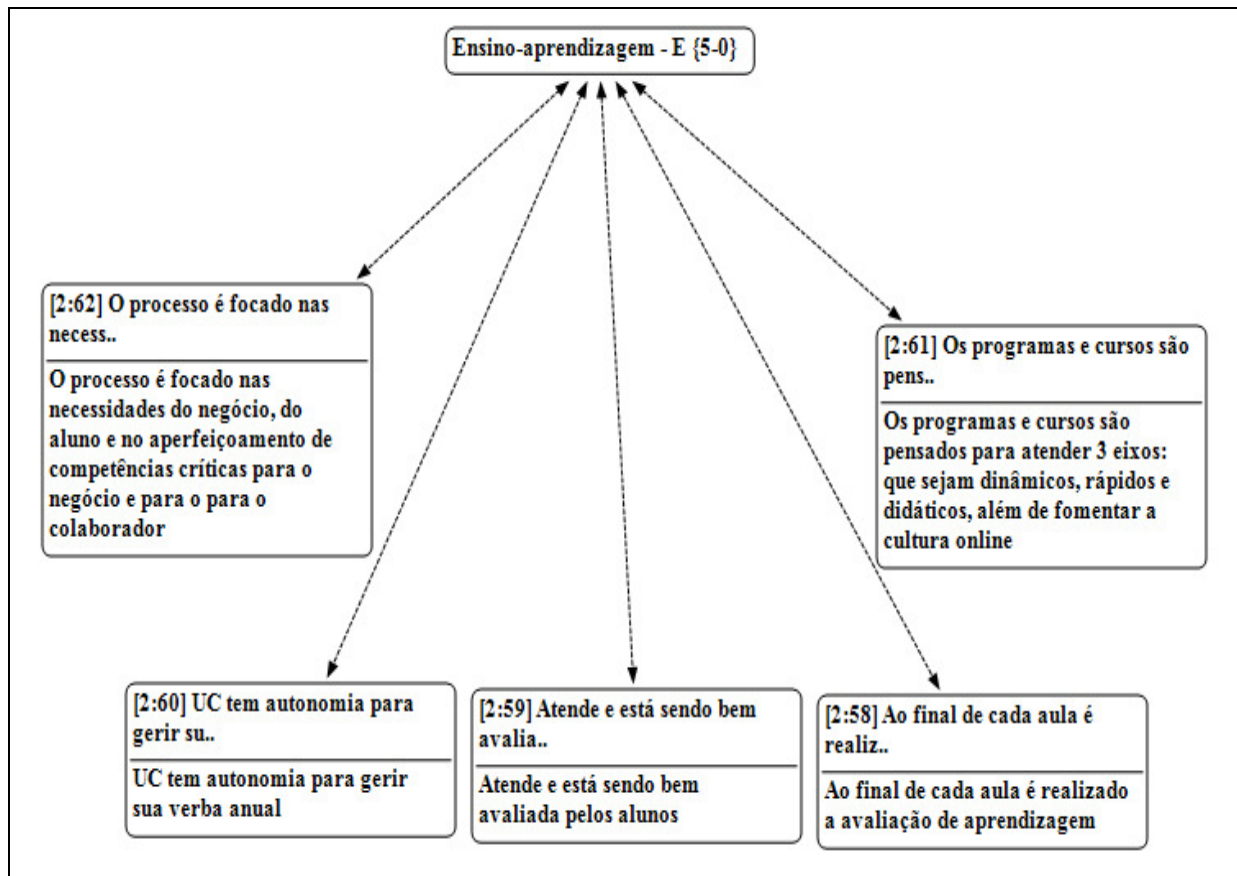 Ensino-aprendizagem - E {5-0}
[2:62] O processo é focado nas
necess..
O processo é focado nas
necessidades do negócio, do
aluno e no aperfeiçoamento de
competências críticas para o
negócio e para o para o
colaborador
[2:61] Os programas e cursos são
pens..
Os programas e cursos são
pensados para atender 3 eixos:
que sejam dinâmicos, rápidos e
didáticos, além de fomentar a
cultura online
[2:60] UC tem autonomia para
gerir su..
UC tem autonomia para gerir
sua verba anual
[2:59] Atende e está sendo bem
avalia..
Atende e está sendo bem
avaliada pelos alunos
[2:58] Ao final de cada aula é
realiz..
Ao final de cada aula é realizado
a avaliação de aprendizagem